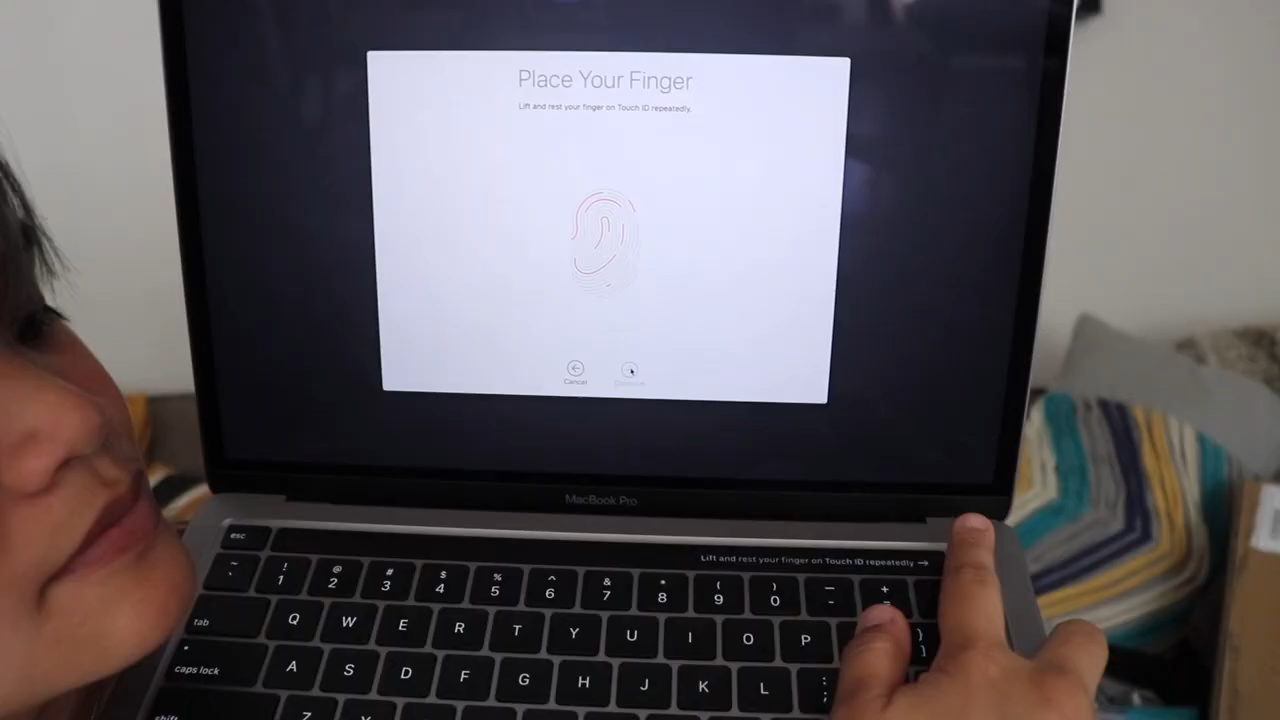 Place Your Finger
Lift and rest your finger on Touch ID repeatedly.
Cancel
MacBook Pro
esc
Lift and rest your finger on Touch ID repeatedly →
~ ! @ # $ % ^ & * ( ) — +
` 1 2 3 4 5 6 7 8 9 0 -
tab Q W E R T Y U I O P }
]
caps lock A S D F G H J K L :
;
shift Z X